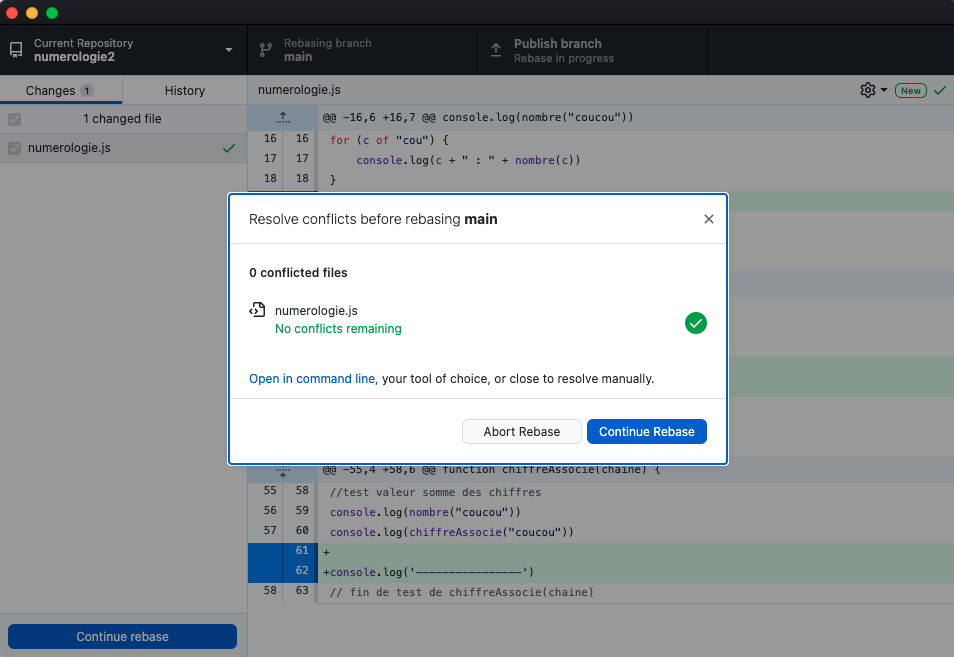 Current Repository
numerologie2
Rebasing branch
main
Publish branch
Rebase in progress
Changes 1
History
numerologie.js
New
1 changed file
numerologie.js
@@ -16,6 +16,7 @@ console.log(nombre("coucou"))
16 16 for (c of "cou") {
17 17 console.log(c + " : " + nombre(c))
18 18 }
Resolve conflicts before rebasing main
0 conflicted files
numerologie.js
No conflicts remaining
Open in command line, your tool of choice, or close to resolve manually.
Abort Rebase
Continue Rebase
@@ -55,4 +58,6 @@ function chiffreAssocie(chaine) {
55 58 //test valeur somme des chiffres
56 59 console.log(nombre("coucou"))
57 60 console.log(chiffreAssocie("coucou"))
61 +
62 +console.log('----------------')
58 63 // fin de test de chiffreAssocie(chaine)
Continue rebase